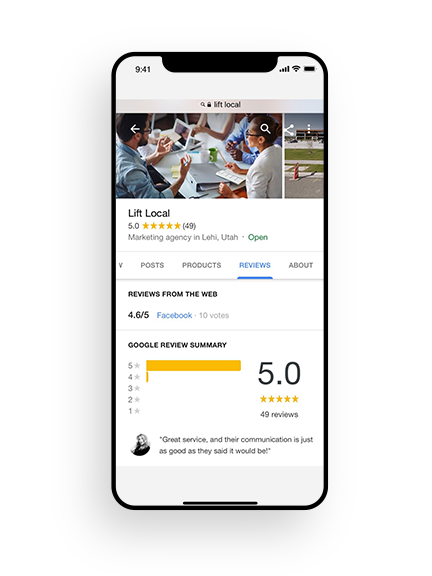 9:41
lift local
Lift Local
5.0 ★★★★★ (49)
Marketing agency in Lehi, Utah · Open
POSTS PRODUCTS REVIEWS ABOUT
REVIEWS FROM THE WEB
4.6/5 Facebook · 10 votes
GOOGLE REVIEW SUMMARY
5★
4★
3★
2★
1★
5.0
★★★★★
49 reviews
"Great service, and their communication is just
as good as they said it would be!"